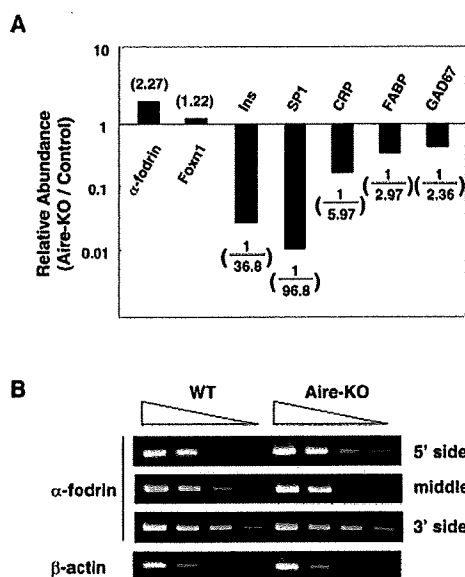 A
Relative Abundance
(Aire-KO / Control)
10
1
0.1
0.01
(2.27)
(1.22)
Ins
SP1
CRP
FABP
GAD67
α-fodrin
Foxn1
(1/36.8)
(1/96.8)
(1/5.97)
(1/2.97)
(1/2.36)
B
WT
Aire-KO
α-fodrin
5' side
middle
3' side
β-actin